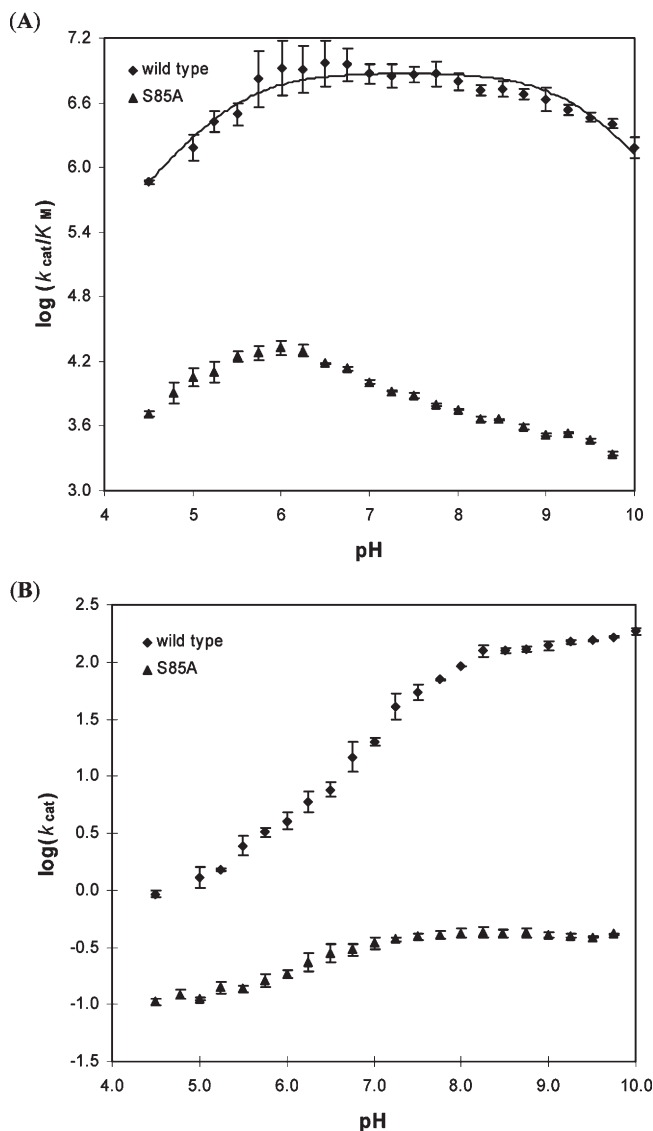 (A)
7.2
6.6
6.0
5.4
4.8
4.2
3.6
3.0
log (kcat/KM)
wild type
S85A
4 5 6 7 8 9 10
pH
(B)
2.5
2.0
1.5
1.0
0.5
0.0
-0.5
-1.0
-1.5
log(kcat)
wild type
S85A
4.0 5.0 6.0 7.0 8.0 9.0 10.0
pH